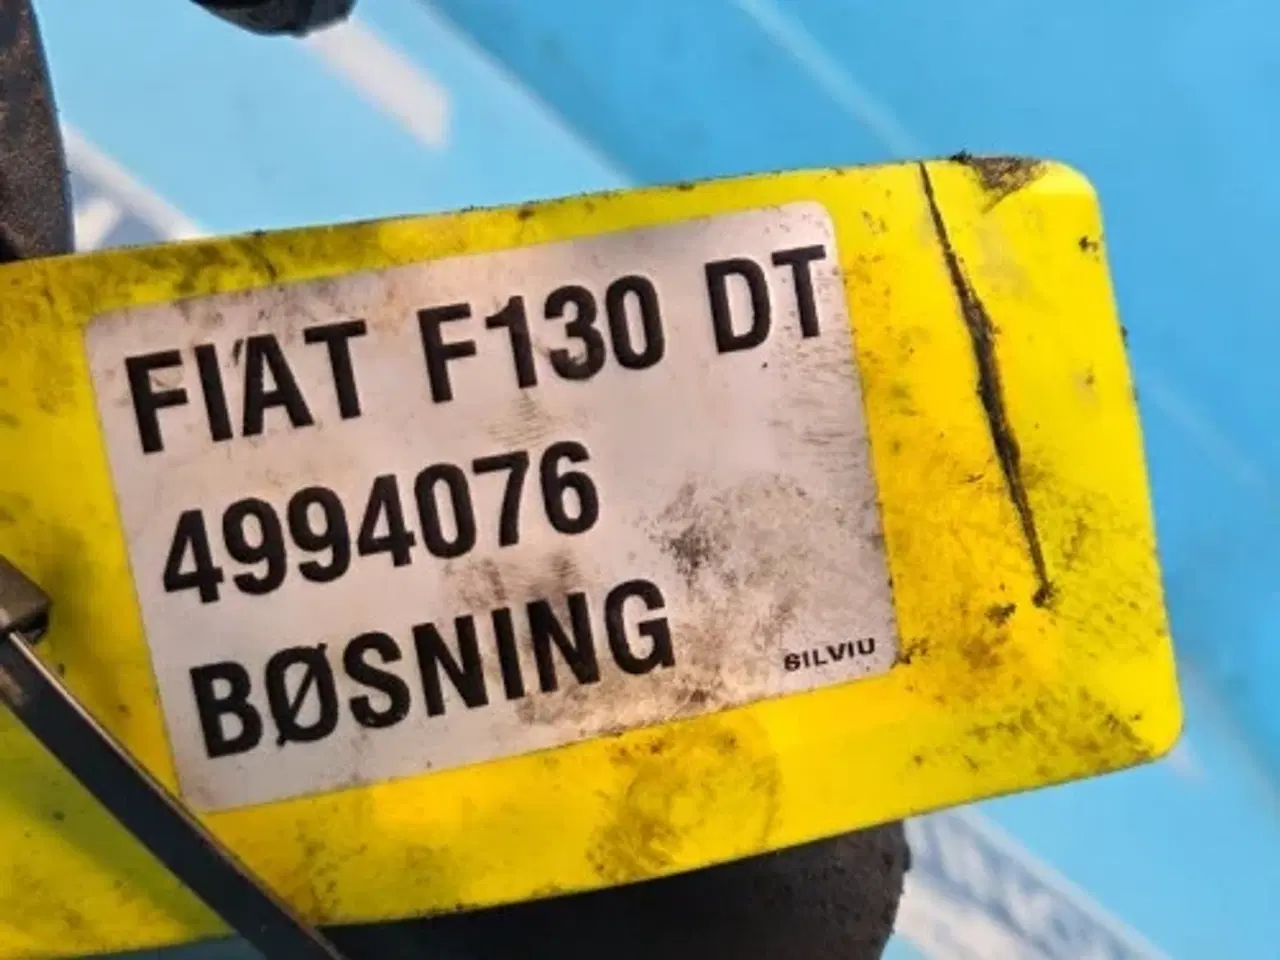 FIAT F130 DT
4994076
BØSNING
SILVIU